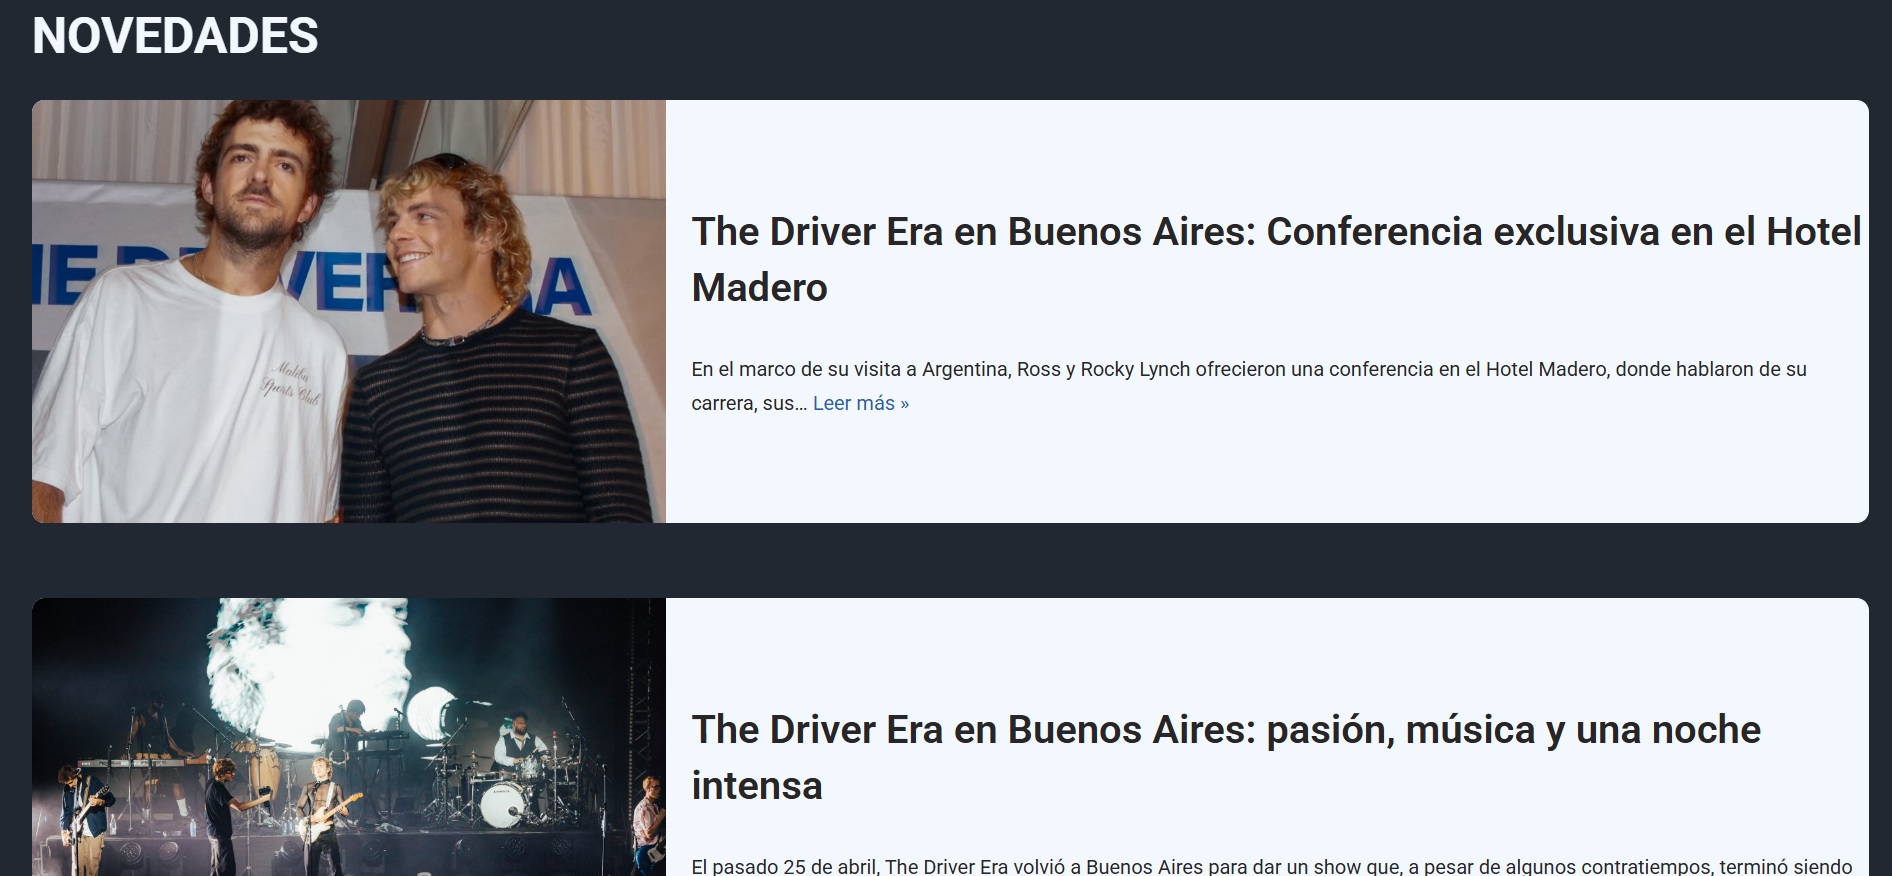 NOVEDADES
The Driver Era en Buenos Aires: Conferencia exclusiva en el Hotel
Madero
En el marco de su visita a Argentina, Ross y Rocky Lynch ofrecieron una conferencia en el Hotel Madero, donde hablaron de su
carrera, sus… Leer más »
Malibu
Sports Club
The Driver Era en Buenos Aires: pasión, música y una noche
intensa
El pasado 25 de abril, The Driver Era volvió a Buenos Aires para dar un show que, a pesar de algunos contratiempos, terminó siendo